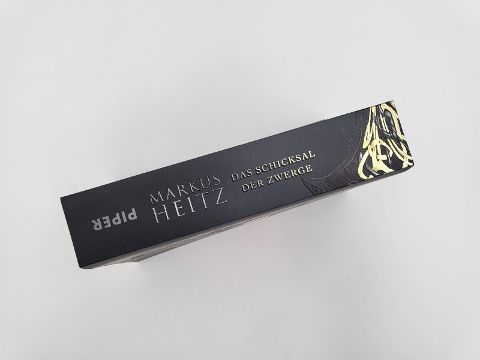 PIPER
MARKUS
HEITZ
DAS SCHICKSAL
DER ZWERGE